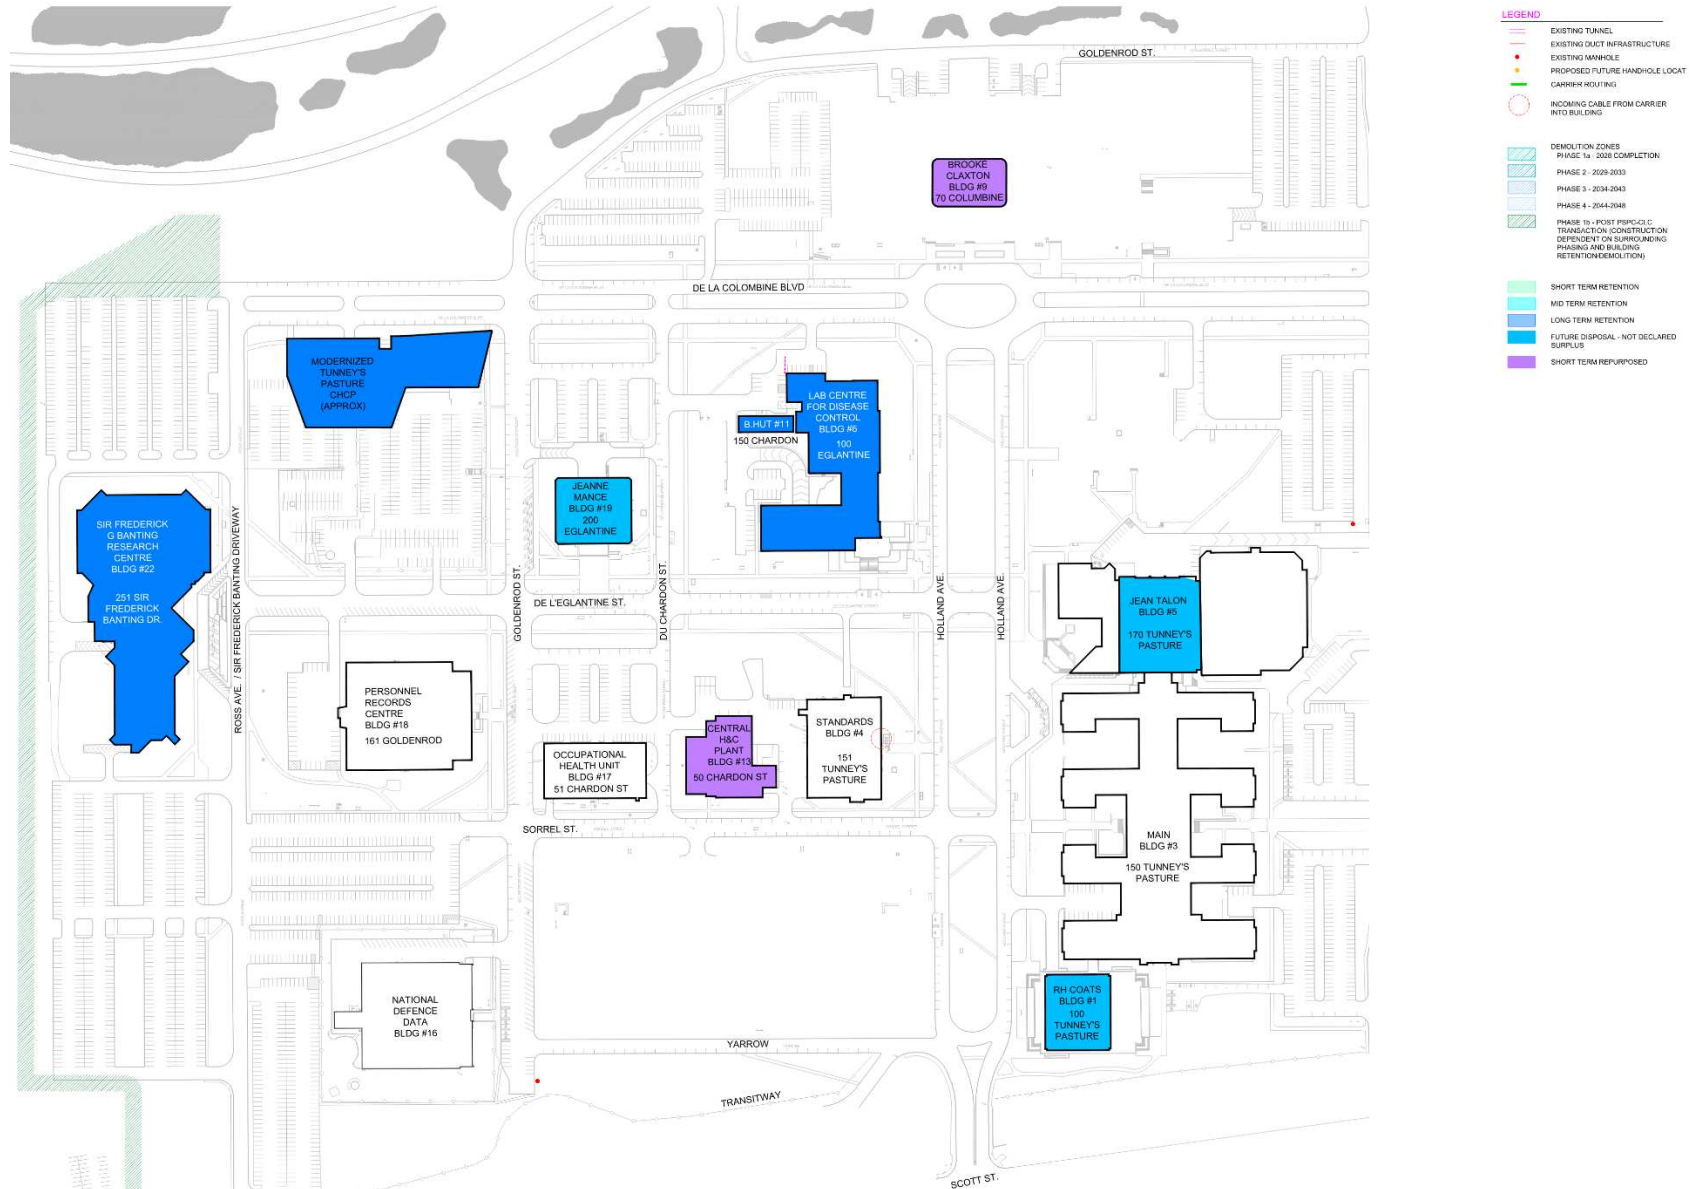 GOLDENROD ST.
BROOKE
CLAXTON
BLDG #9
70 COLUMBINE
DE LA COLOMBINE BLVD
MODERNIZED
TUNNEY'S
PASTURE
CHCP
(APPROX)
LAB CENTRE
FOR DISEASE
CONTROL
BLDG #6
100
EGLANTINE
B.HUT #11
150 CHARDON
JEANNE
MANCE
BLDG #19
200
EGLANTINE
SIR FREDERICK
G BANTING
RESEARCH
CENTRE
BLDG #22
251 SIR
FREDERICK
BANTING DR.
ROSS AVE. / SIR FREDERICK BANTING DRIVEWAY
GOLDENROD ST.
DE L'EGLANTINE ST.
DU CHARDON ST.
HOLLAND AVE.
HOLLAND AVE.
JEAN TALON
BLDG #5
170 TUNNEY'S
PASTURE
PERSONNEL
RECORDS
CENTRE
BLDG #18
161 GOLDENROD
OCCUPATIONAL
HEALTH UNIT
BLDG #17
51 CHARDON ST
CENTRAL
H&C
PLANT
BLDG #13
50 CHARDON ST
STANDARDS
BLDG #4
151
TUNNEY'S
PASTURE
SORREL ST.
MAIN
BLDG #3
150 TUNNEY'S
PASTURE
NATIONAL
DEFENCE
DATA
BLDG #16
RH COATS
BLDG #1
100
TUNNEY'S
PASTURE
YARROW
TRANSITWAY
SCOTT ST.
LEGEND
EXISTING TUNNEL
EXISTING DUCT INFRASTRUCTURE
EXISTING MANHOLE
PROPOSED FUTURE HANDHOLE LOCAT
CARRIER ROUTING
INCOMING CABLE FROM CARRIER
INTO BUILDING
DEMOLITION ZONES
PHASE 1a - 2028 COMPLETION
PHASE 2 - 2029-2033
PHASE 3 - 2034-2043
PHASE 4 - 2044-2048
PHASE 1b - POST PSPC-CLC
TRANSACTION (CONSTRUCTION
DEPENDENT ON SURROUNDING
PHASING AND BUILDING
RETENTION/DEMOLITION)
SHORT TERM RETENTION
MID TERM RETENTION
LONG TERM RETENTION
FUTURE DISPOSAL - NOT DECLARED
SURPLUS
SHORT TERM REPURPOSED